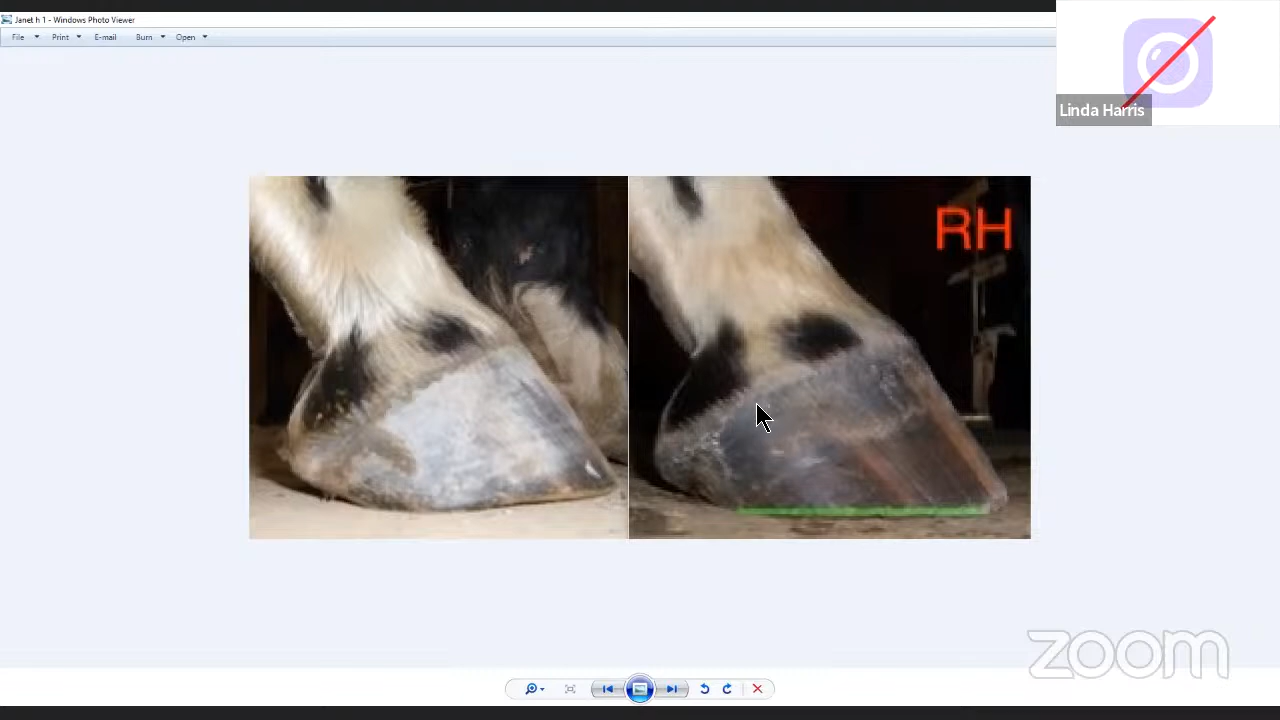 Janet h 1 - Windows Photo Viewer
File Print E-mail Burn Open
Linda Harris
RH
zoom